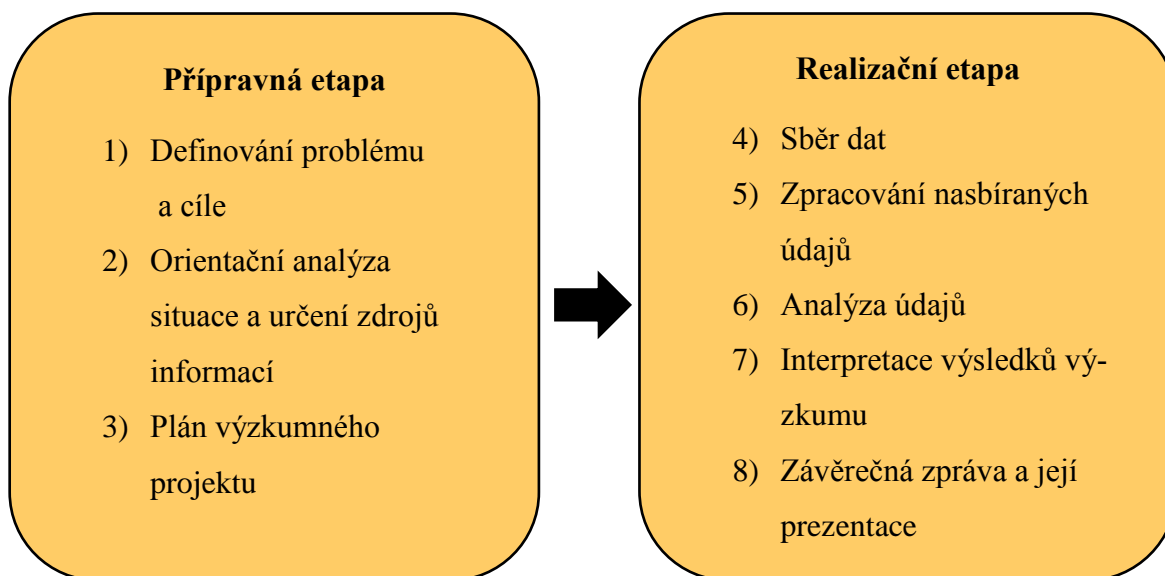 Přípravná etapa
1) Definování problému
a cíle
2) Orientační analýza
situace a určení zdrojů
informací
3) Plán výzkumného
projektu
Realizační etapa
4) Sběr dat
5) Zpracování nasbíraných
údajů
6) Analýza údajů
7) Interpretace výsledků vý-
zkumu
8) Závěrečná zpráva a její
prezentace